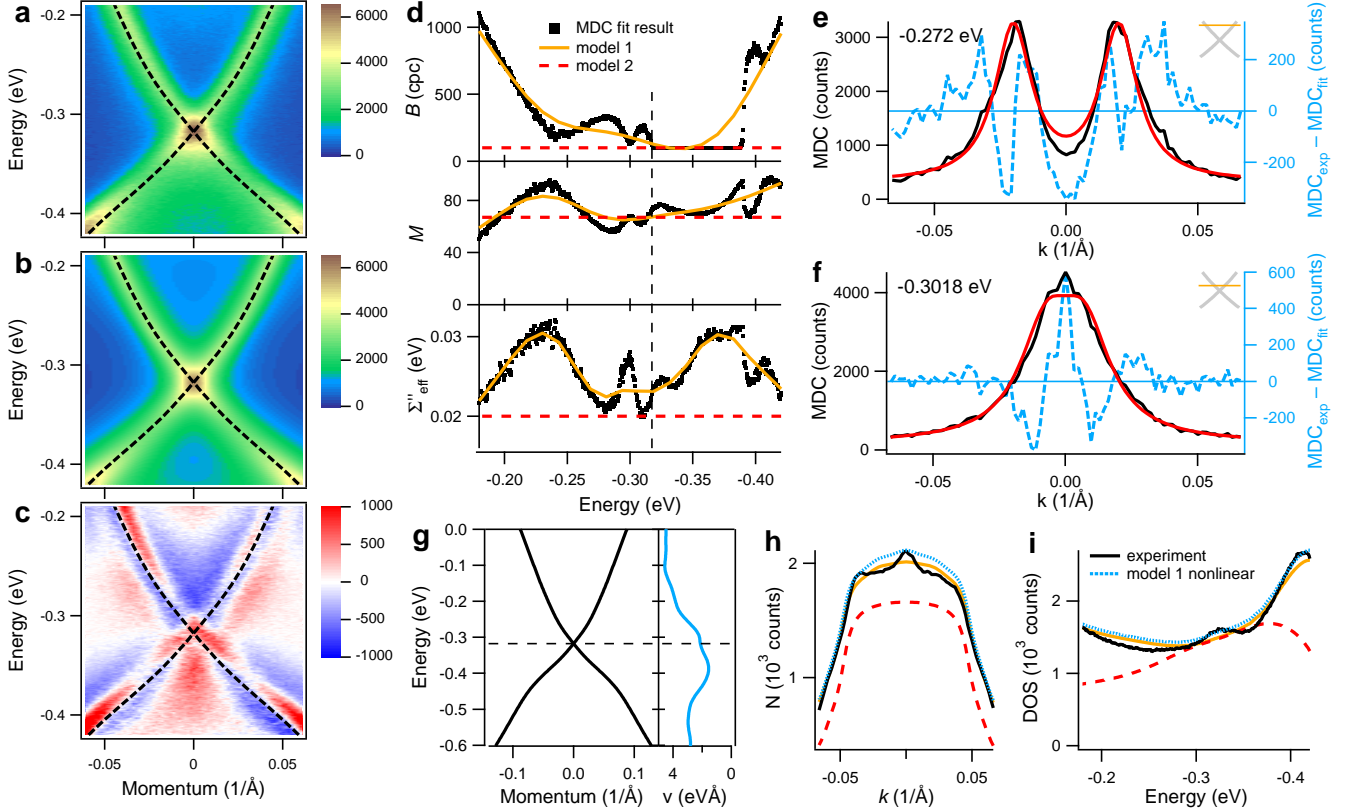 a
Energy (eV)
-0.2
-0.3
-0.4
6000
4000
2000
0
b
Energy (eV)
-0.2
-0.3
-0.4
6000
4000
2000
0
c
Energy (eV)
-0.2
-0.3
-0.4
1000
500
0
-500
-1000
-0.05
0
0.05
Momentum (1/Å)
d
B (cpc)
1000
500
0
MDC fit result
model 1
model 2
M
80
40
0
Σ''eff (eV)
0.03
0.02
-0.20
-0.25
-0.30
-0.35
-0.40
Energy (eV)
e
-0.272 eV
MDC (counts)
3000
2000
1000
0
200
0
-200
MDCexp − MDCfit (counts)
-0.05
0.00
0.05
k (1/Å)
f
-0.3018 eV
MDC (counts)
4000
2000
0
600
400
200
0
-200
MDCexp − MDCfit (counts)
-0.05
0.00
0.05
k (1/Å)
g
Energy (eV)
0.0
-0.1
-0.2
-0.3
-0.4
-0.5
-0.6
-0.1
0.0
0.1
Momentum (1/Å)
4
2
0
v (eVÅ)
h
N (10³ counts)
2
1
-0.05
0.00
0.05
k (1/Å)
i
experiment
model 1 nonlinear
DOS (10³ counts)
2
1
0
-0.2
-0.3
-0.4
Energy (eV)